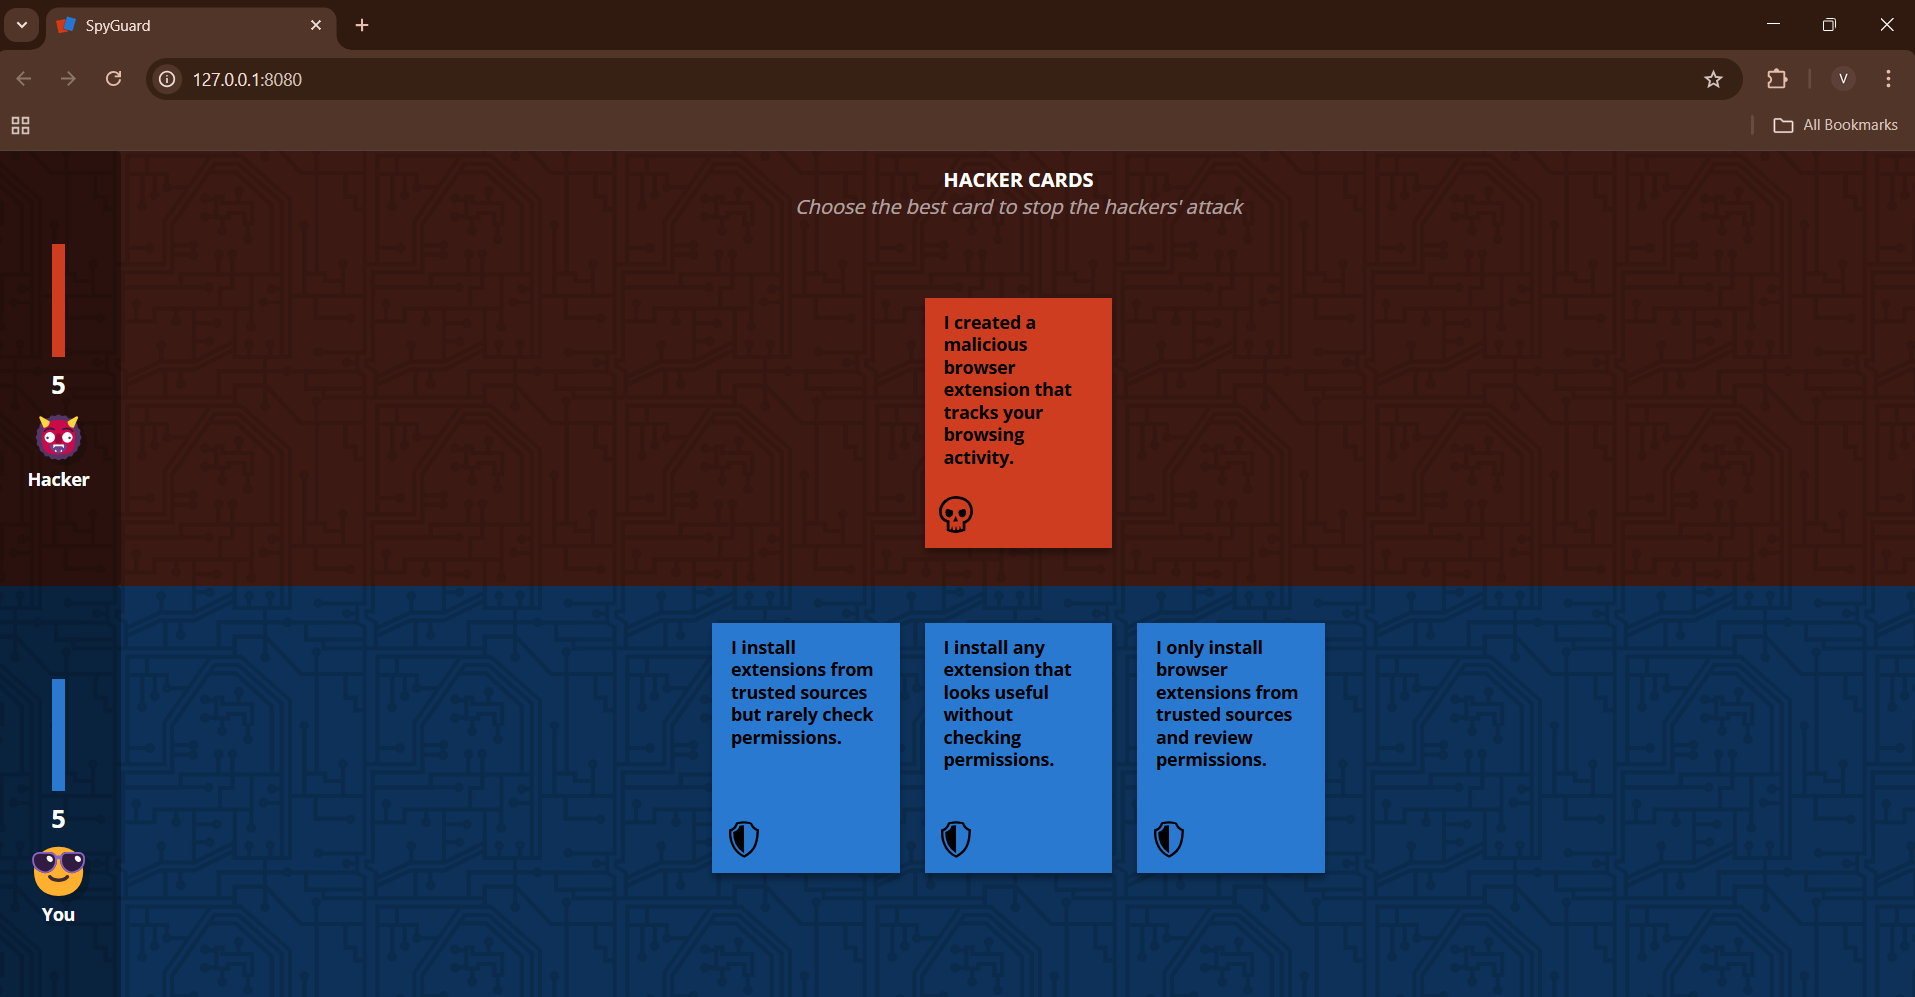 SpyGuard
127.0.0.1:8080
V
All Bookmarks
HACKER CARDS
Choose the best card to stop the hackers' attack
5
Hacker
I created a
malicious
browser
extension that
tracks your
browsing
activity.
I install
extensions from
trusted sources
but rarely check
permissions.
I install any
extension that
looks useful
without
checking
permissions.
I only install
browser
extensions from
trusted sources
and review
permissions.
5
You